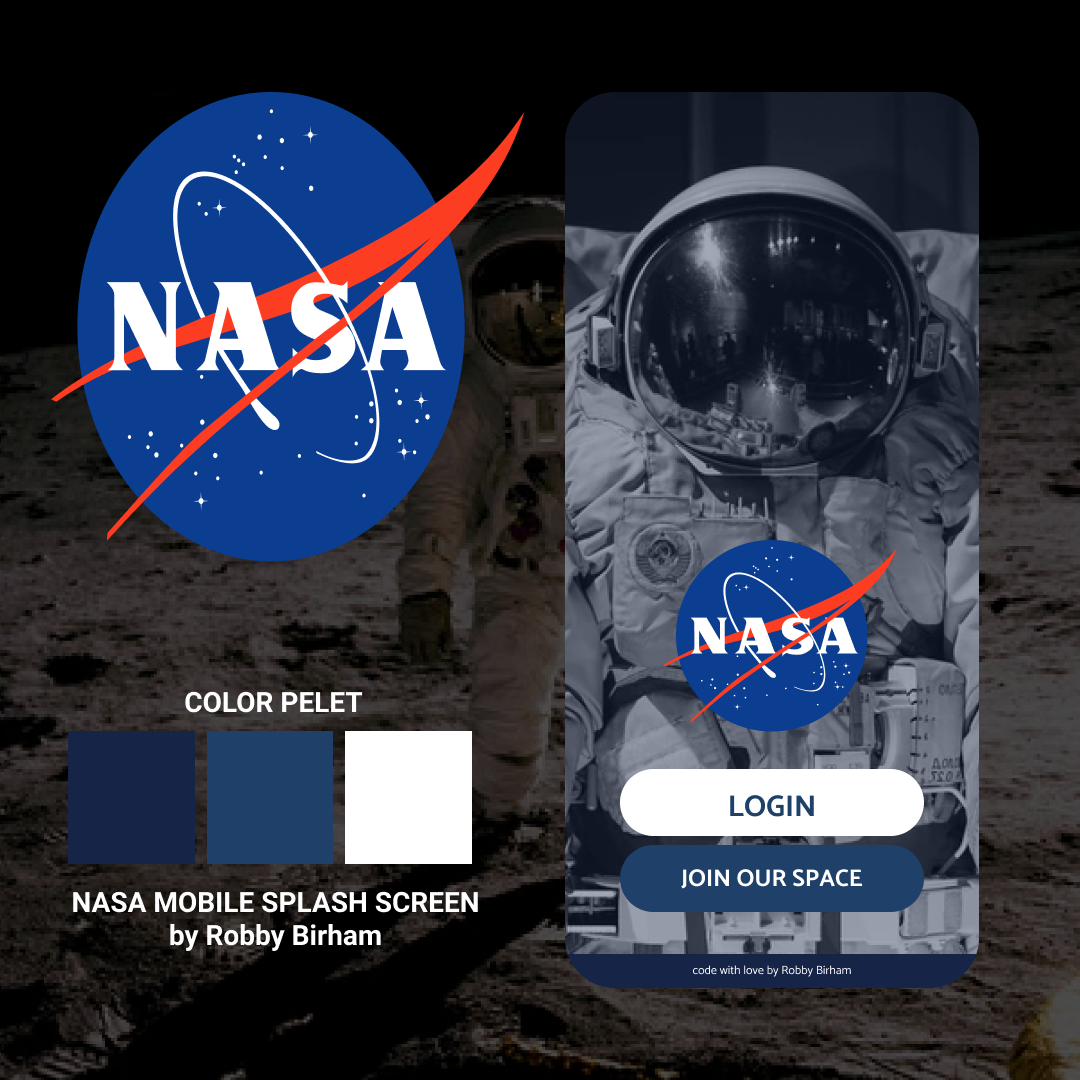 NASA
COLOR PELET
NASA MOBILE SPLASH SCREEN
by Robby Birham
NASA
LOGIN
JOIN OUR SPACE
code with love by Robby Birham